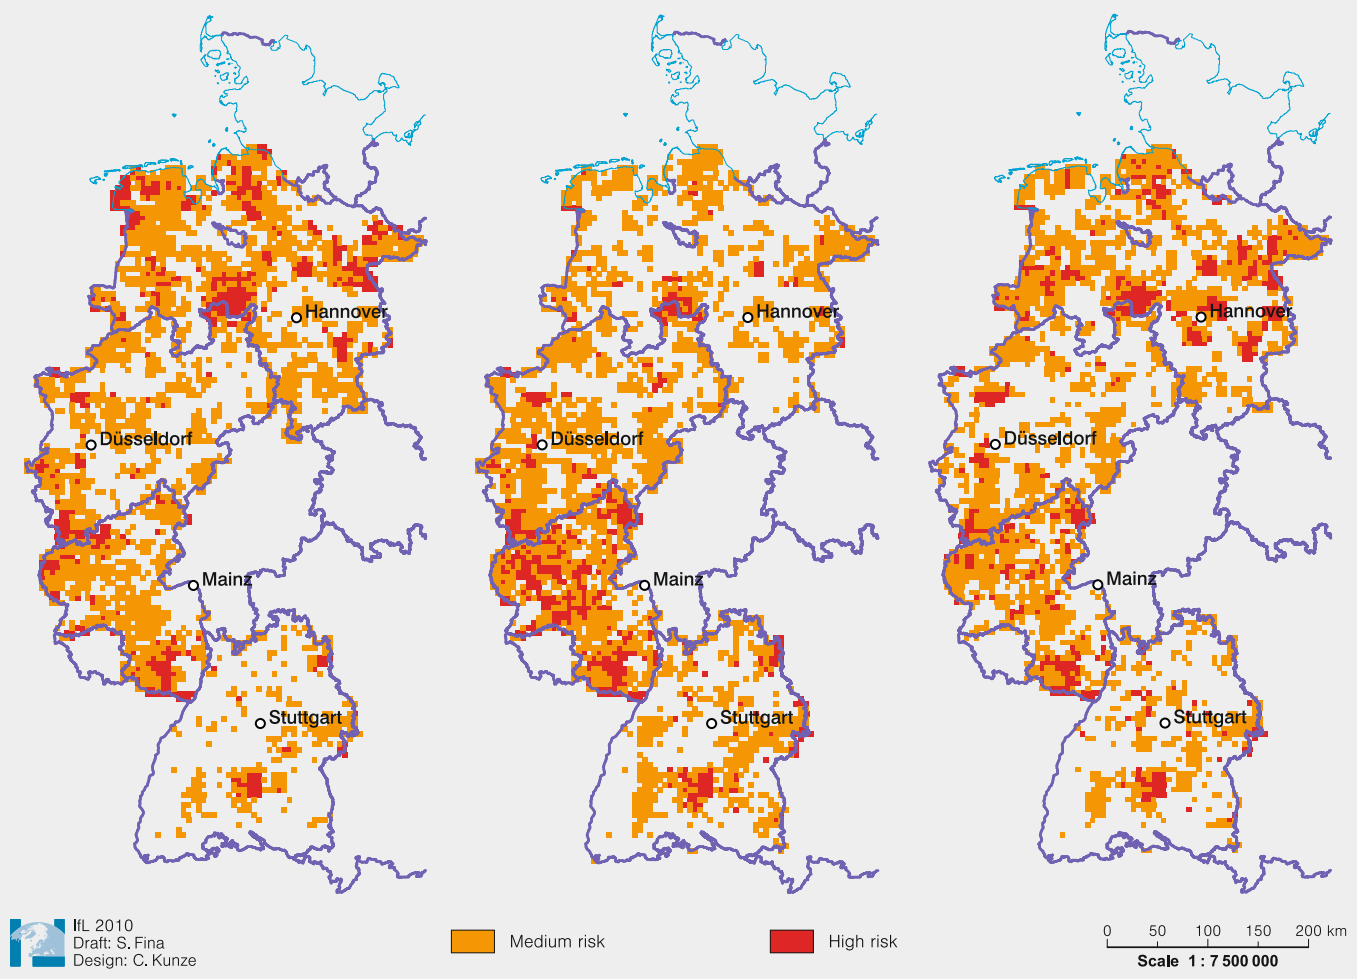 Hannover
Hannover
Hannover
Düsseldorf
Düsseldorf
Düsseldorf
Mainz
Mainz
Mainz
Stuttgart
Stuttgart
Stuttgart
IfL 2010
Draft: S. Fina
Design: C. Kunze
Medium risk
High risk
0 50 100 150 200 km
Scale 1 : 7 500 000